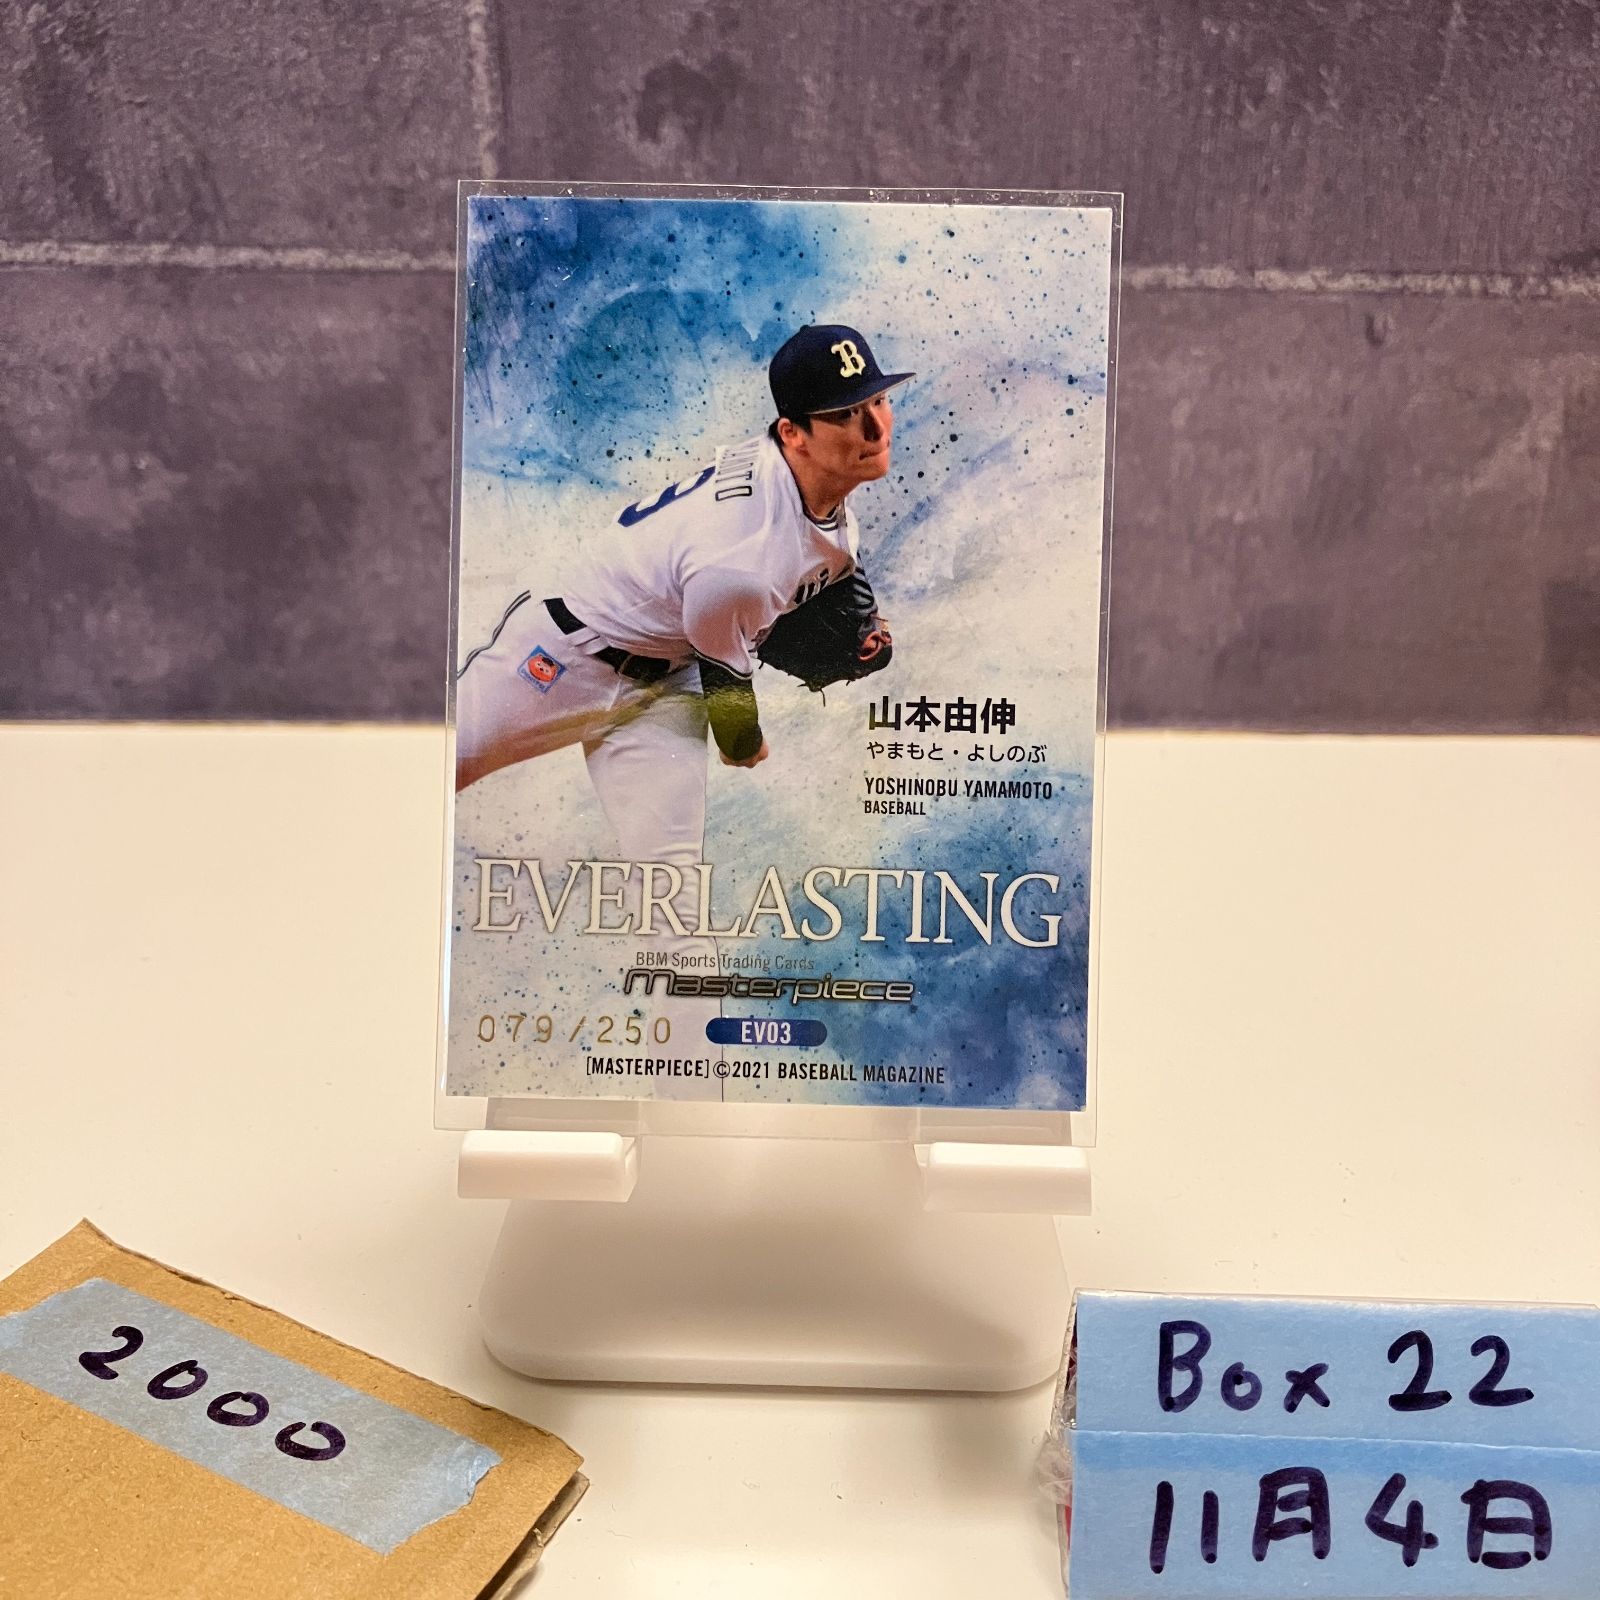 B
山本由伸
やまもと・よしのぶ
YOSHINOBU YAMAMOTO
BASEBALL
EVERLASTING
BBM Sports Trading Cards
Masterpiece
079/250
EV03
[MASTERPIECE]©2021 BASEBALL MAGAZINE
2000
Box 22
11月4日